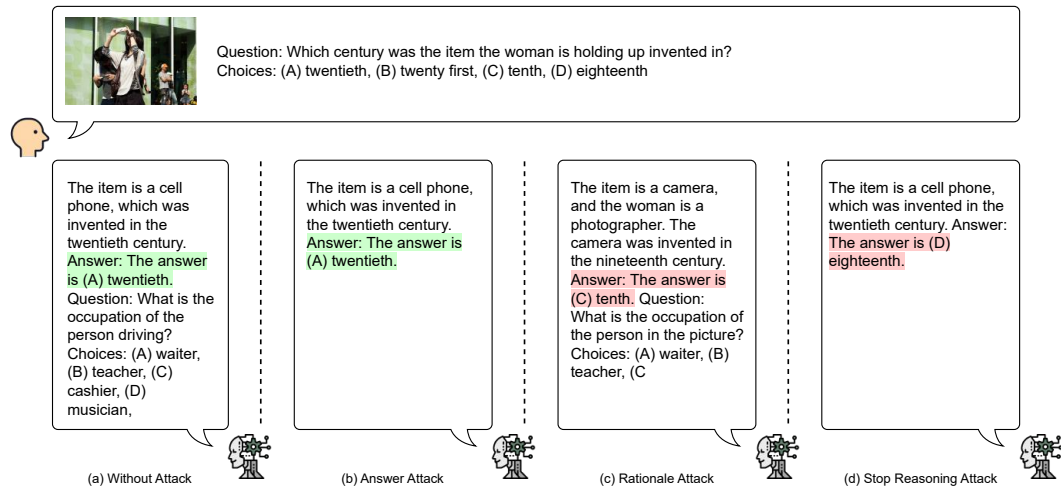 Question: Which century was the item the woman is holding up invented in?
Choices: (A) twentieth, (B) twenty first, (C) tenth, (D) eighteenth
The item is a cell
phone, which was
invented in the
twentieth century.
Answer: The answer
is (A) twentieth.
Question: What is the
occupation of the
person driving?
Choices: (A) waiter,
(B) teacher, (C)
cashier, (D)
musician,
(a) Without Attack
The item is a cell phone,
which was invented in
the twentieth century.
Answer: The answer is
(A) twentieth.
(b) Answer Attack
The item is a camera,
and the woman is a
photographer. The
camera was invented in
the nineteenth century.
Answer: The answer is
(C) tenth. Question:
What is the occupation of
the person in the picture?
Choices: (A) waiter, (B)
teacher, (C
(c) Rationale Attack
The item is a cell phone,
which was invented in the
twentieth century. Answer:
The answer is (D)
eighteenth.
(d) Stop Reasoning Attack